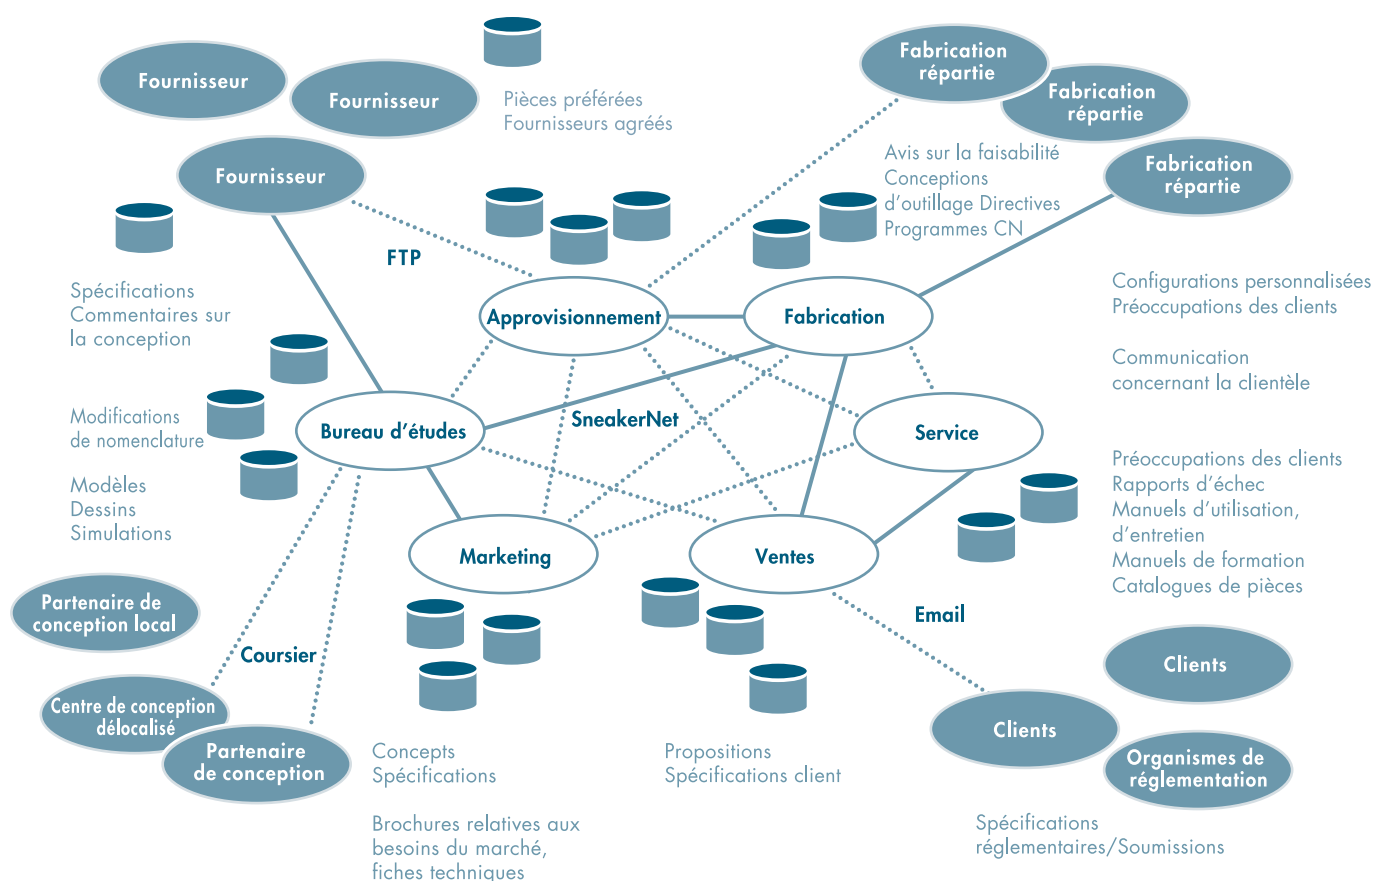 Fournisseur
Fournisseur
Fournisseur
Pièces préférées
Fournisseurs agréés
Fabrication
répartie
Fabrication
répartie
Fabrication
répartie
Avis sur la faisabilité
Conceptions
d'outillage Directives
Programmes CN
FTP
Spécifications
Commentaires sur
la conception
Approvisionnement
Fabrication
Configurations personnalisées
Préoccupations des clients
Communication
concernant la clientèle
Modifications
de nomenclature
Modèles
Dessins
Simulations
Bureau d'études
SneakerNet
Service
Préoccupations des clients
Rapports d'échec
Manuels d'utilisation,
d'entretien
Manuels de formation
Catalogues de pièces
Marketing
Ventes
Partenaire de
conception local
Coursier
Email
Centre de conception
délocalisé
Partenaire
de conception
Clients
Clients
Organismes de
réglementation
Concepts
Spécifications
Brochures relatives aux
besoins du marché,
fiches techniques
Propositions
Spécifications client
Spécifications
réglementaires/Soumissions